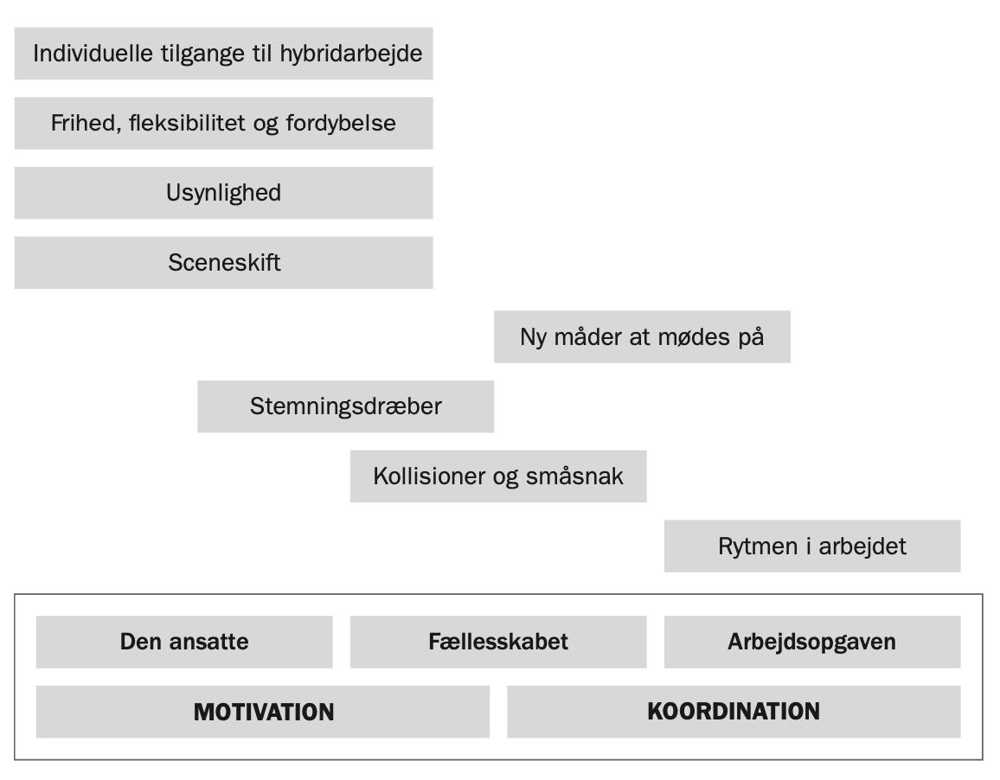 Individuelle tilgange til hybridarbejde
Frihed, fleksibilitet og fordybelse
Usynlighed
Sceneskift
Ny måder at mødes på
Stemningsdræber
Kollisioner og småsnak
Rytmen i arbejdet
Den ansatte
Fællesskabet
Arbejdsopgaven
MOTIVATION
KOORDINATION